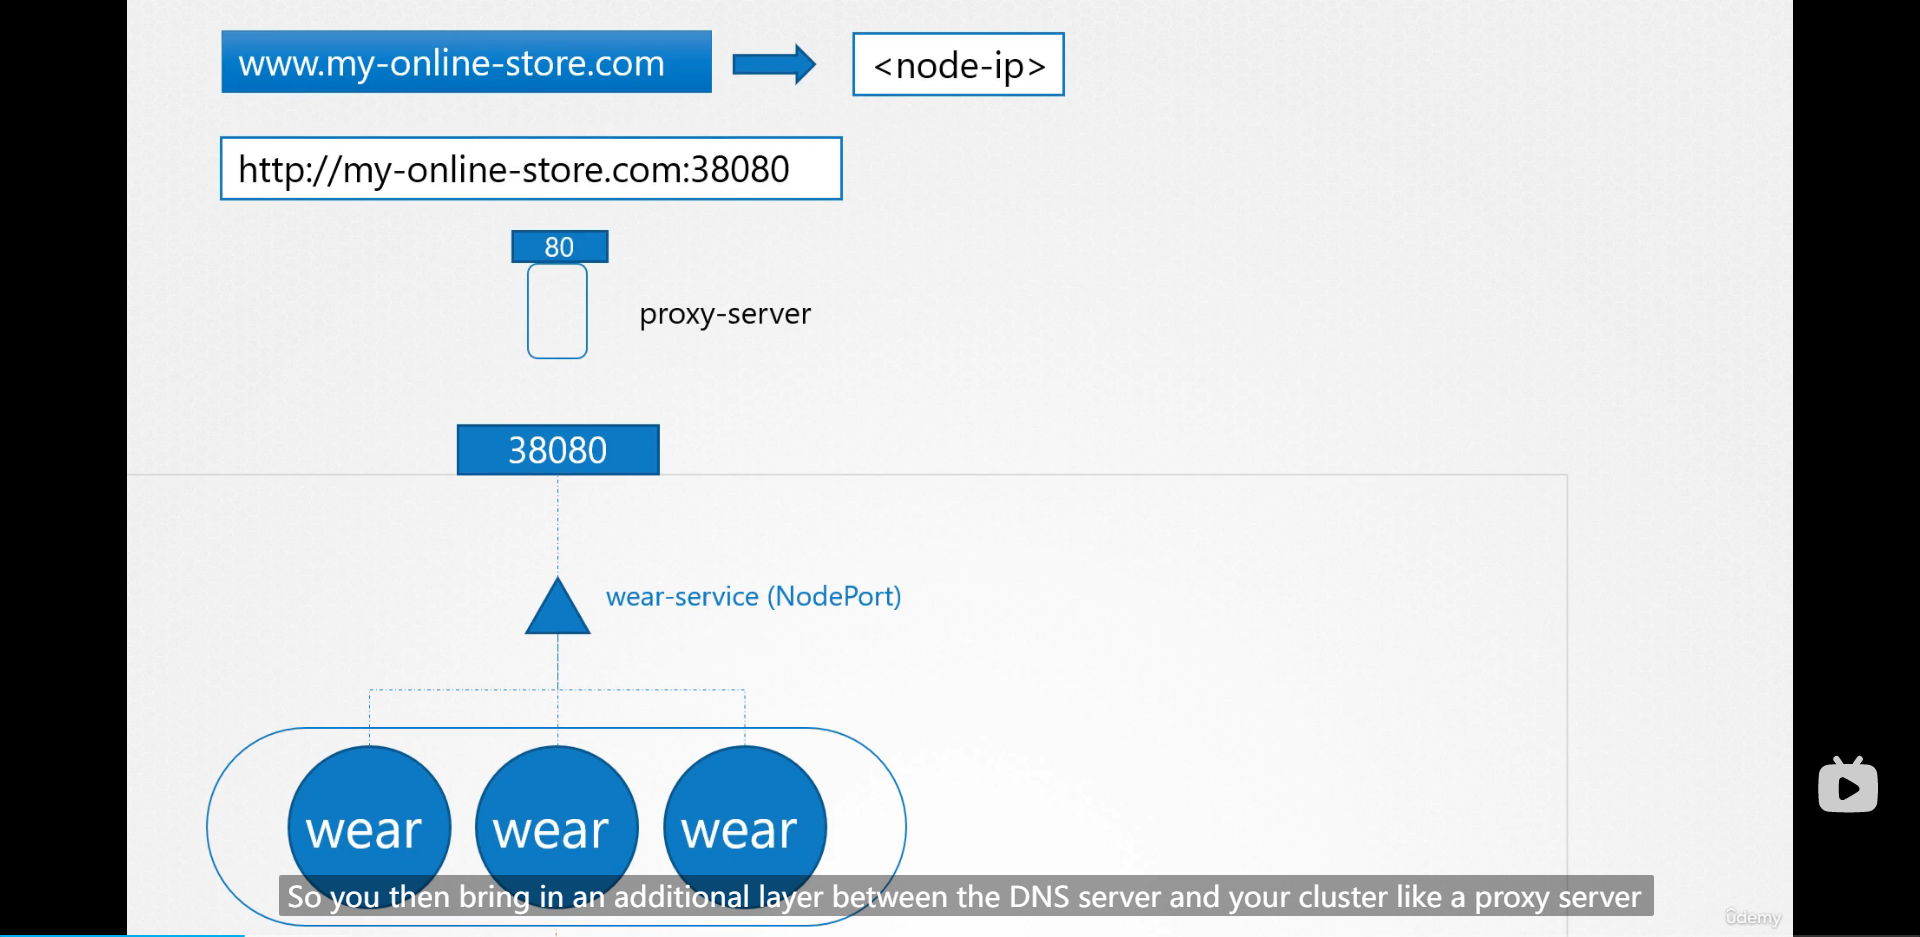 www.my-online-store.com
<node-ip>
http://my-online-store.com:38080
80
proxy-server
38080
wear-service (NodePort)
wear wear wear
So you then bring in an additional layer between the DNS server and your cluster like a proxy server
ûdemy